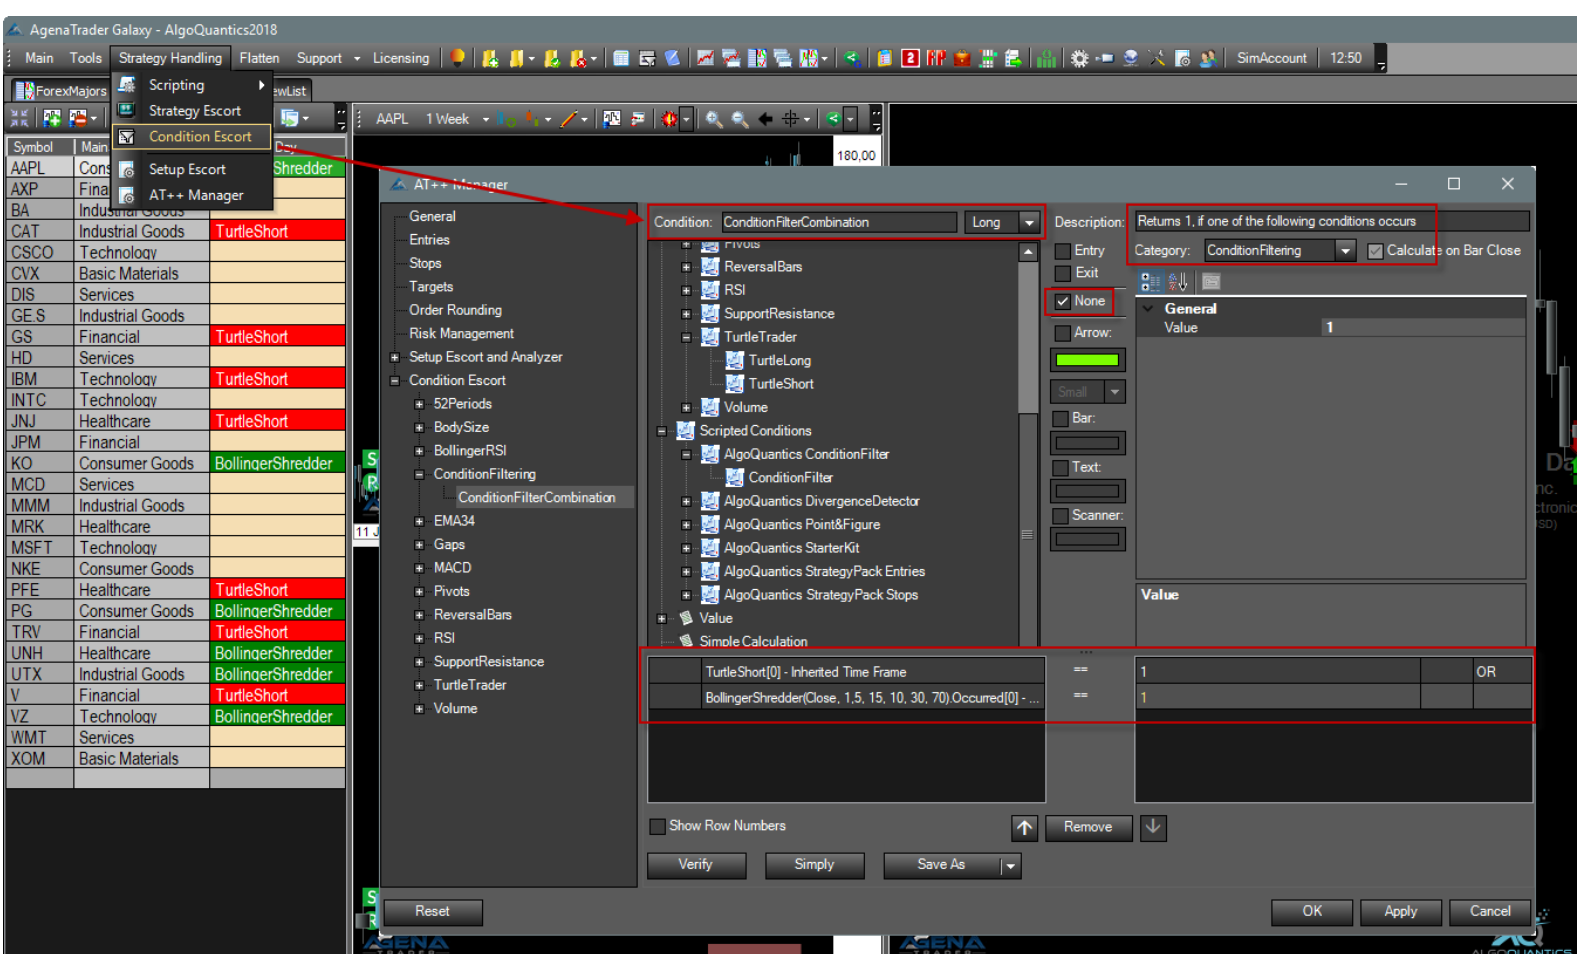 AgenaTrader Galaxy - AlgoQuantics2018
Main Tools Strategy Handling Flatten Support Licensing 2 SimAccount 12:50
ForexMajors
Scripting
Strategy Escort
Condition Escort
Setup Escort
AT++ Manager
AAPL 1 Week
Symbol
AAPL
AXP
BA
CAT Industrial Goods TurtleShort
CSCO Technology
CVX Basic Materials
DIS Services
GE.S Industrial Goods
GS Financial TurtleShort
HD Services
IBM Technology TurtleShort
INTC Technology
JNJ Healthcare TurtleShort
JPM Financial
KO Consumer Goods BollingerShredder
MCD Services
MMM Industrial Goods
MRK Healthcare
MSFT Technology
NKE Consumer Goods
PFE Healthcare TurtleShort
PG Consumer Goods BollingerShredder
TRV Financial TurtleShort
UNH Healthcare BollingerShredder
UTX Industrial Goods BollingerShredder
V Financial TurtleShort
VZ Technology BollingerShredder
WMT Services
XOM Basic Materials
180,00
AT++ Manager
General
Entries
Stops
Targets
Order Rounding
Risk Management
Setup Escort and Analyzer
Condition Escort
52Periods
BodySize
BollingerRSI
ConditionFiltering
ConditionFilterCombination
EMA34
Gaps
MACD
Pivots
ReversalBars
RSI
SupportResistance
TurtleTrader
Volume
Condition: ConditionFilterCombination Long
Pivots
ReversalBars
RSI
SupportResistance
TurtleTrader
TurtleLong
TurtleShort
Volume
Scripted Conditions
AlgoQuantics ConditionFilter
ConditionFilter
AlgoQuantics DivergenceDetector
AlgoQuantics Point&Figure
AlgoQuantics StarterKit
AlgoQuantics StrategyPack Entries
AlgoQuantics StrategyPack Stops
Value
Simple Calculation
Description: Returns 1, if one of the following conditions occurs
Entry
Exit
None
Arrow:
Small
Bar:
Text:
Scanner:
Category: ConditionFiltering Calculate on Bar Close
General
Value 1
Value
TurtleShort[0] - Inherited Time Frame == 1 OR
BollingerShredder(Close, 1,5, 15, 10, 30, 70).Occurred[0] - ... == 1
Show Row Numbers
Remove
Verify Simply Save As
Reset OK Apply Cancel
AGENA
TRADER
AGENA
TRADER
ALGOQUANTICS